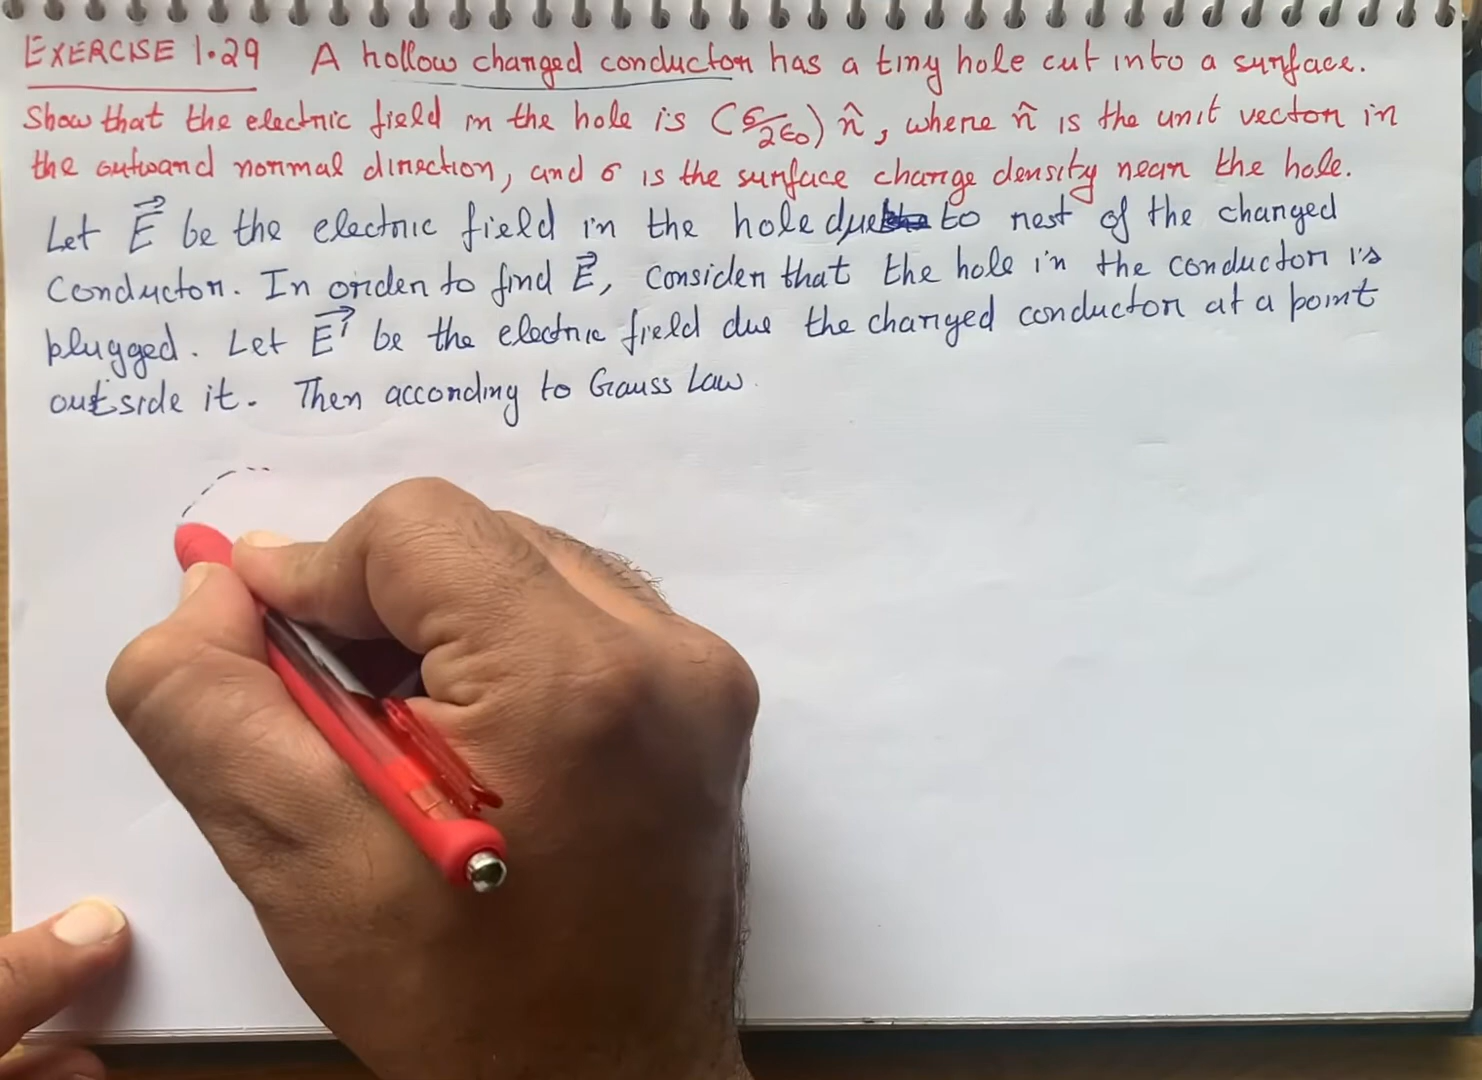 EXERCISE 1.29 A hollow charged conductor has a tiny hole cut into a surface.
Show that the electric field in the hole is (σ/2ε₀) n̂, where n̂ is the unit vector in
the outward normal direction, and σ is the surface charge density near the hole.
Let E⃗ be the electric field in the hole due to rest of the charged
Conductor. In order to find E⃗, Consider that the hole in the conductor is
plugged. Let E⃗' be the electric field due the charged conductor at a point
outside it. Then according to Gauss Law